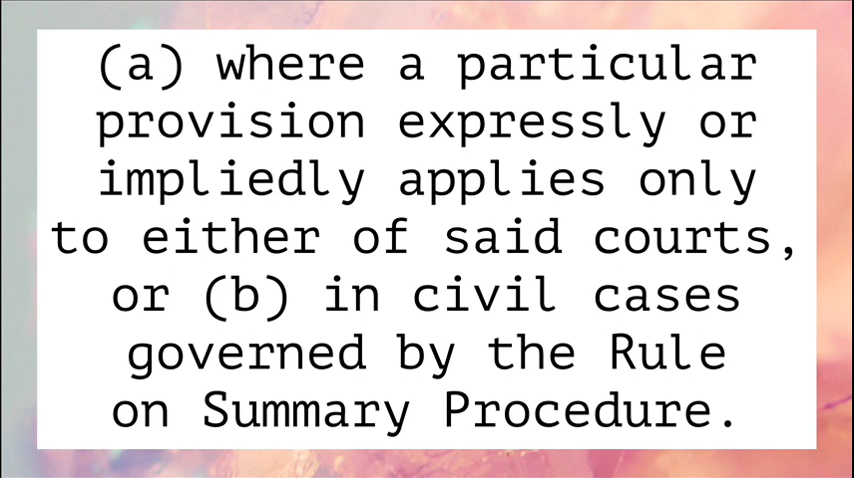 (a) where a particular
provision expressly or
impliedly applies only
to either of said courts,
or (b) in civil cases
governed by the Rule
on Summary Procedure.